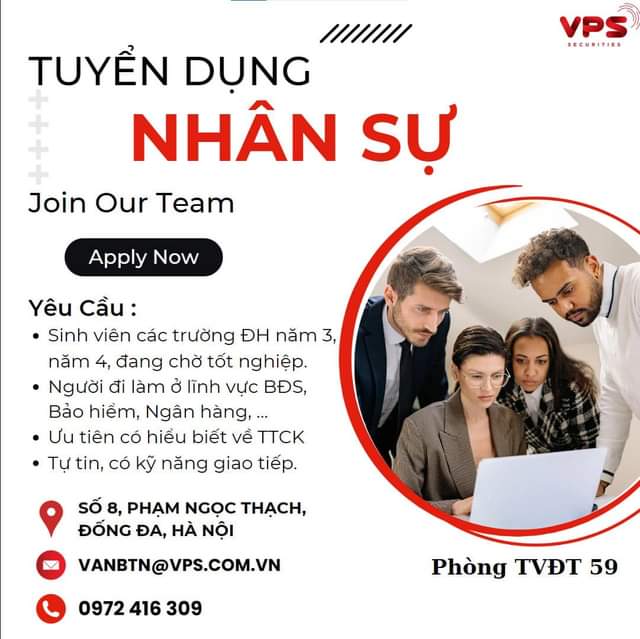 VPS
SECURITIES
TUYỂN DỤNG
NHÂN SỰ
Join Our Team
Apply Now
Yêu Cầu :
• Sinh viên các trường ĐH năm 3,
năm 4, đang chờ tốt nghiệp.
• Người đi làm ở lĩnh vực BĐS,
Bảo hiểm, Ngân hàng, ...
• Ưu tiên có hiểu biết về TTCK
• Tự tin, có kỹ năng giao tiếp.
SỐ 8, PHẠM NGỌC THẠCH,
ĐỐNG ĐA, HÀ NỘI
VANBTN@VPS.COM.VN
0972 416 309
Phòng TVĐT 59